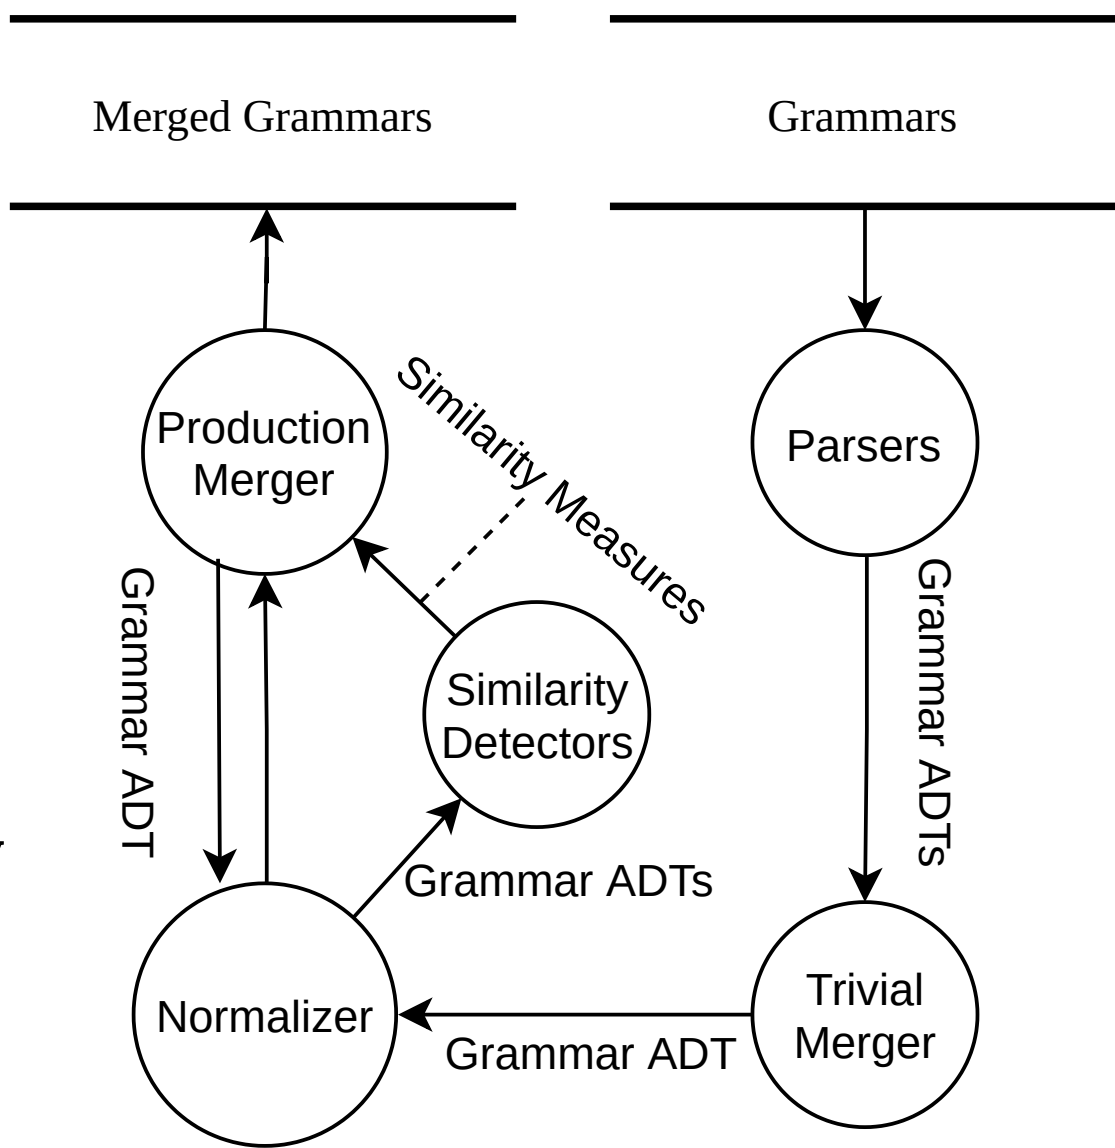 Merged Grammars
Grammars
Production
Merger
Similarity Measures
Parsers
Grammar ADT
Similarity
Detectors
Grammar ADTs
Grammar ADTs
Normalizer
Grammar ADT
Trivial
Merger